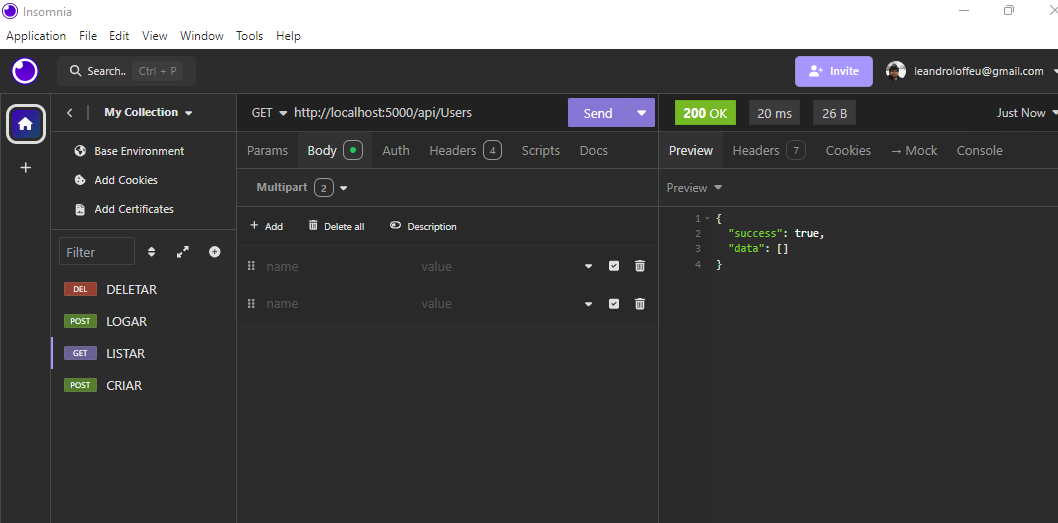 Insomnia
Application File Edit View Window Tools Help
Search.. Ctrl + P
Invite
leandroloffeu@gmail.com
My Collection
GET http://localhost:5000/api/Users
Send
200 OK
20 ms
26 B
Just Now
Base Environment
Add Cookies
Add Certificates
Filter
DEL DELETAR
POST LOGAR
GET LISTAR
POST CRIAR
Params Body Auth Headers 4 Scripts Docs
Multipart 2
+ Add Delete all Description
name value
name value
Preview Headers 7 Cookies → Mock Console
Preview
1 {
2 "success": true,
3 "data": []
4 }